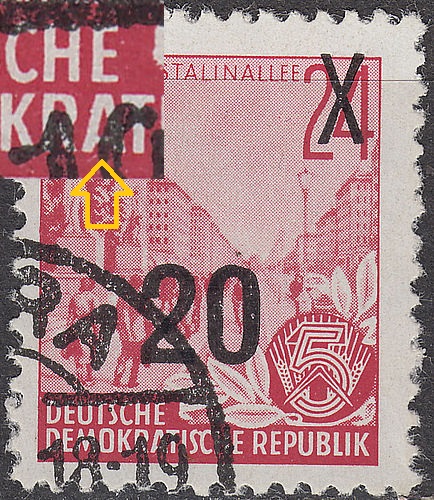 CHE
KRAT
STALINALLEE
24
X
20
5
DEUTSCHE
DEMOKRATISCHE REPUBLIK
18-19